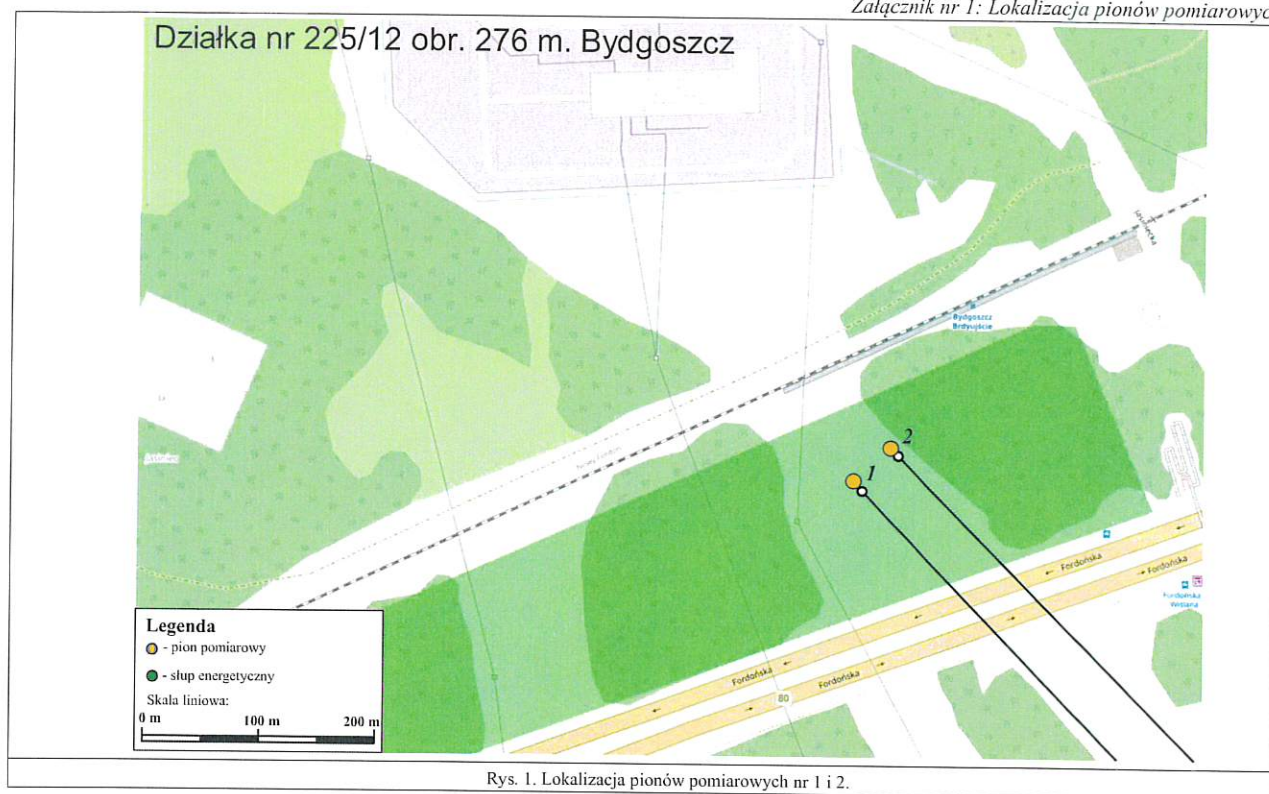 Załącznik nr 1: Lokalizacja pionów pomiarowyc
Działka nr 225/12 obr. 276 m. Bydgoszcz
Bydgoszcz
Brdyujście
2
1
Fordońska
Fordońska
Fordońska
Fordońska
Fordońska
80
Legenda
- pion pomiarowy
- słup energetyczny
Skala liniowa:
0 m 100 m 200 m
Rys. 1. Lokalizacja pionów pomiarowych nr 1 i 2.